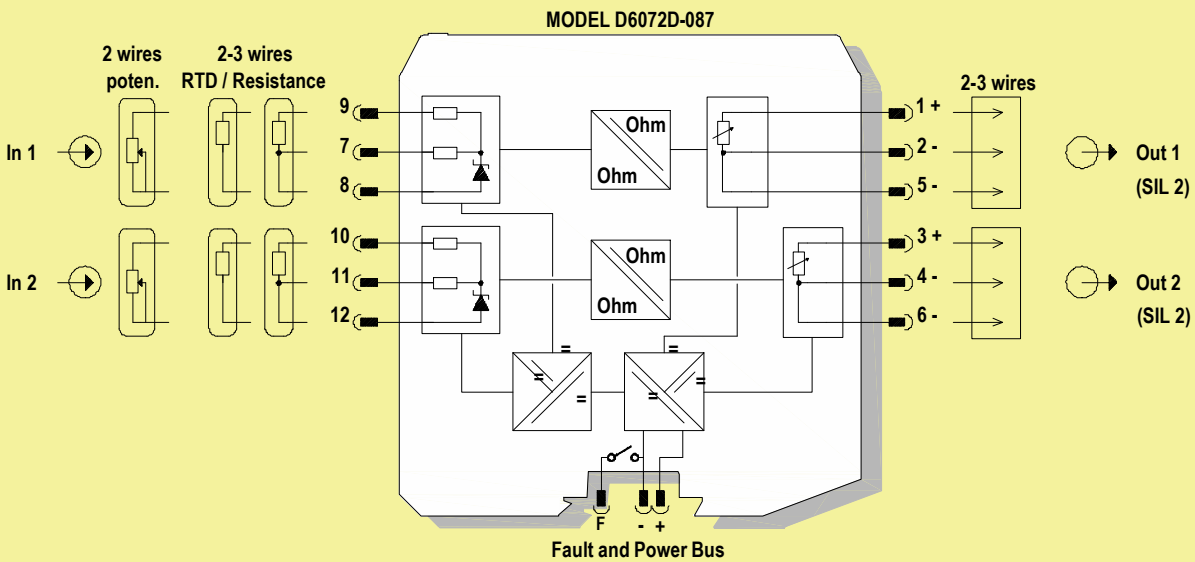 MODEL D6072D-087
2 wires
poten.
2-3 wires
RTD / Resistance
2-3 wires
In 1
9
7
8
Ohm
Ohm
1 +
2 -
5 -
Out 1
(SIL 2)
In 2
10
11
12
Ohm
Ohm
3 +
4 -
6 -
Out 2
(SIL 2)
=
=
=
=
=
=
F
-
+
Fault and Power Bus